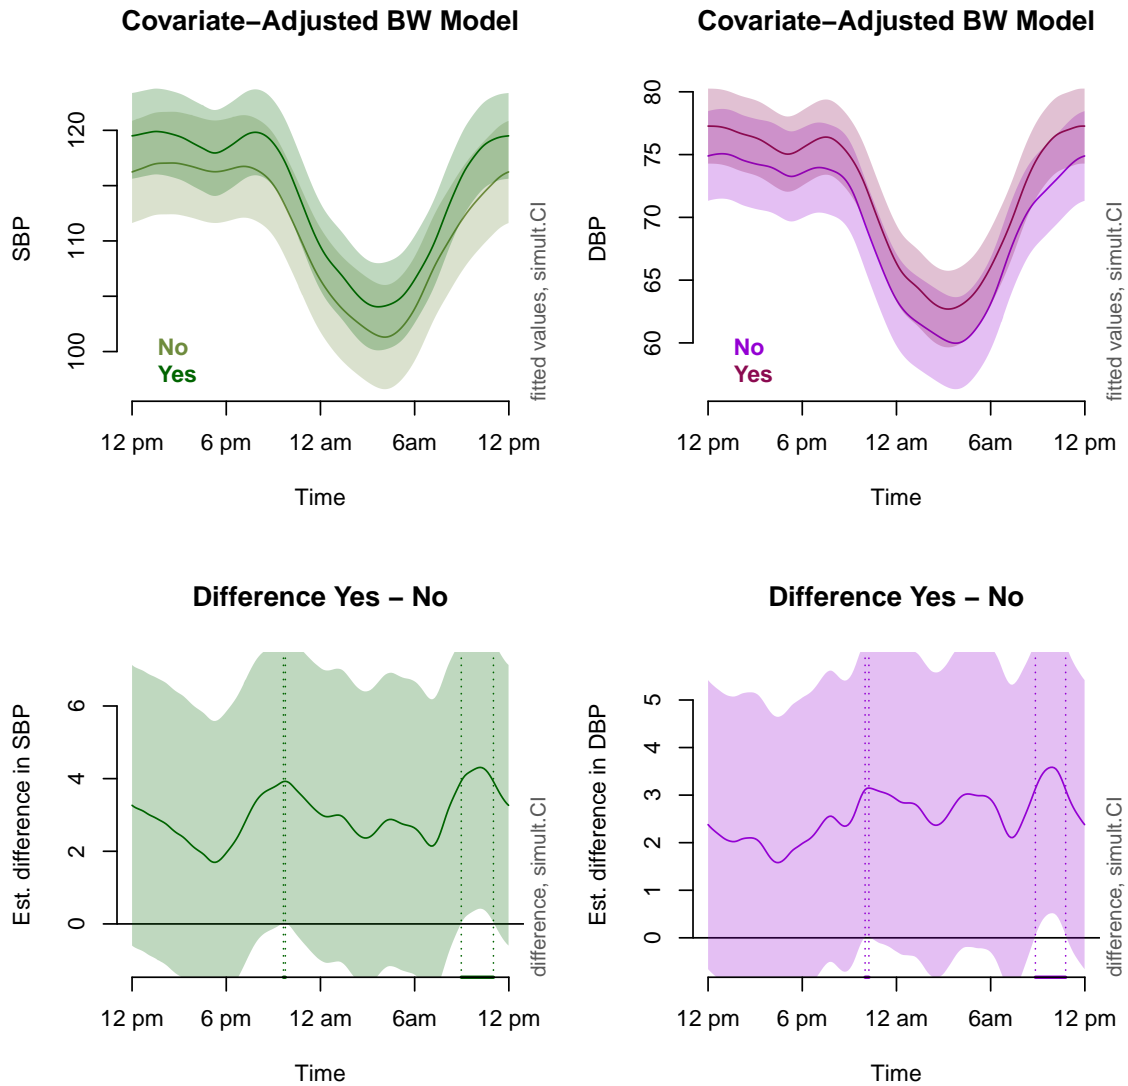 Covariate−Adjusted BW Model
SBP
100
110
120
No
Yes
12 pm
6 pm
12 am
6am
12 pm
Time
fitted values, simult.CI
Covariate−Adjusted BW Model
DBP
60
65
70
75
80
No
Yes
12 pm
6 pm
12 am
6am
12 pm
Time
fitted values, simult.CI
Difference Yes − No
Est. difference in SBP
0
2
4
6
12 pm
6 pm
12 am
6am
12 pm
Time
difference, simult.CI
Difference Yes − No
Est. difference in DBP
0
1
2
3
4
5
12 pm
6 pm
12 am
6am
12 pm
Time
difference, simult.CI